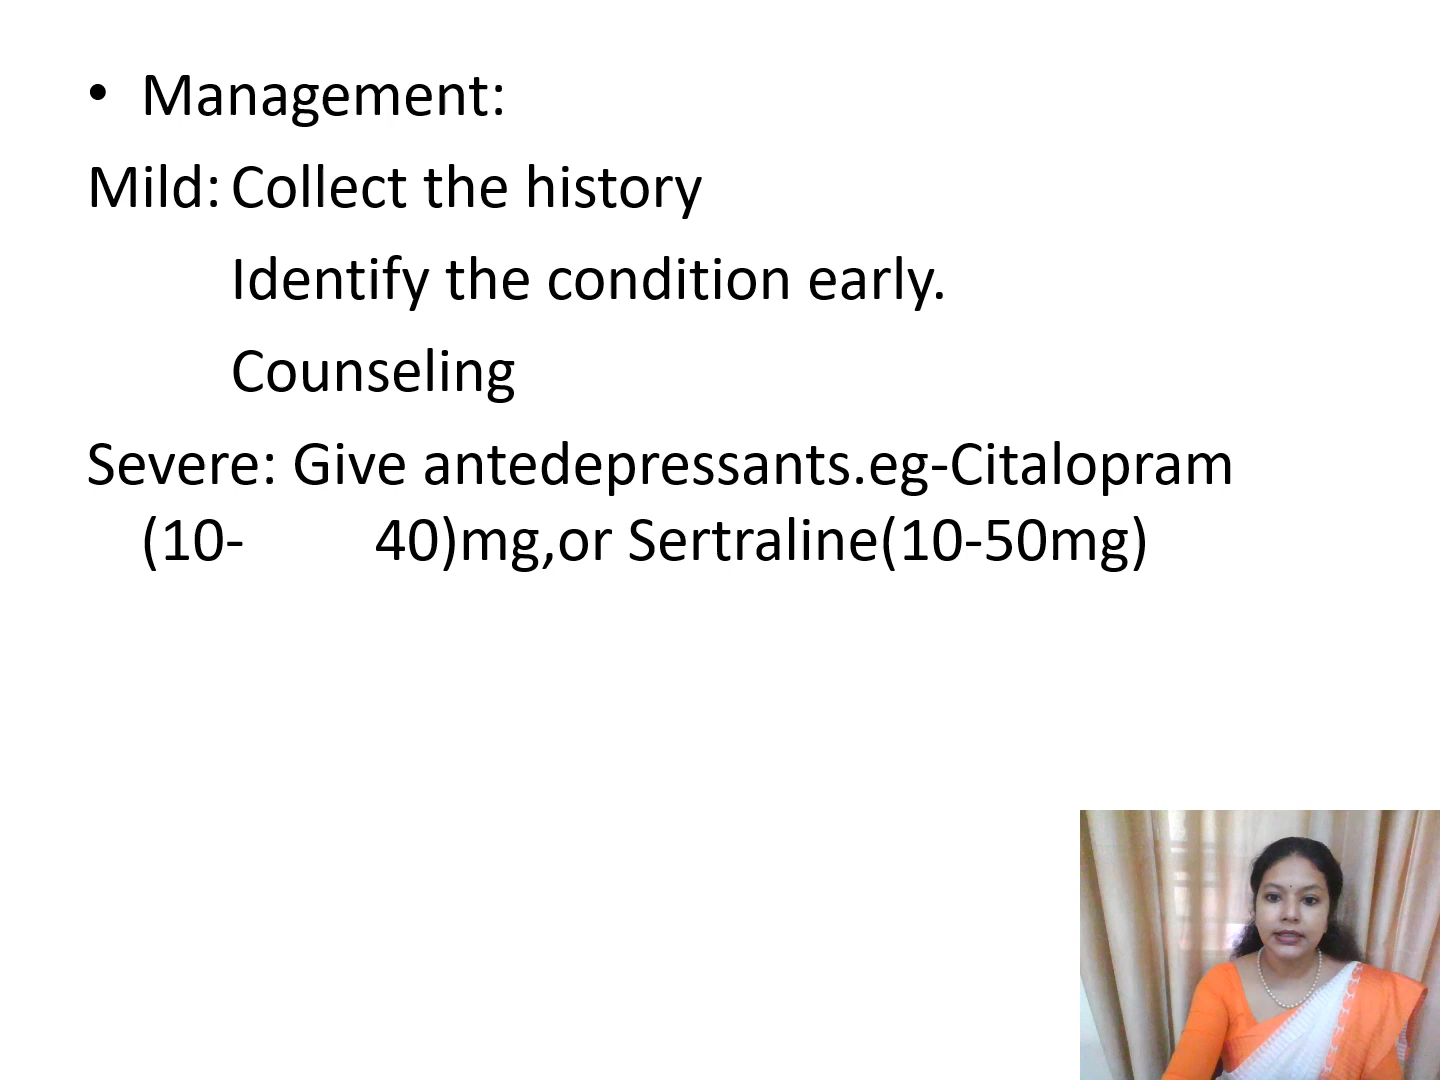 • Management:
Mild: Collect the history
Identify the condition early.
Counseling
Severe: Give antedepressants.eg-Citalopram
(10- 40)mg,or Sertraline(10-50mg)